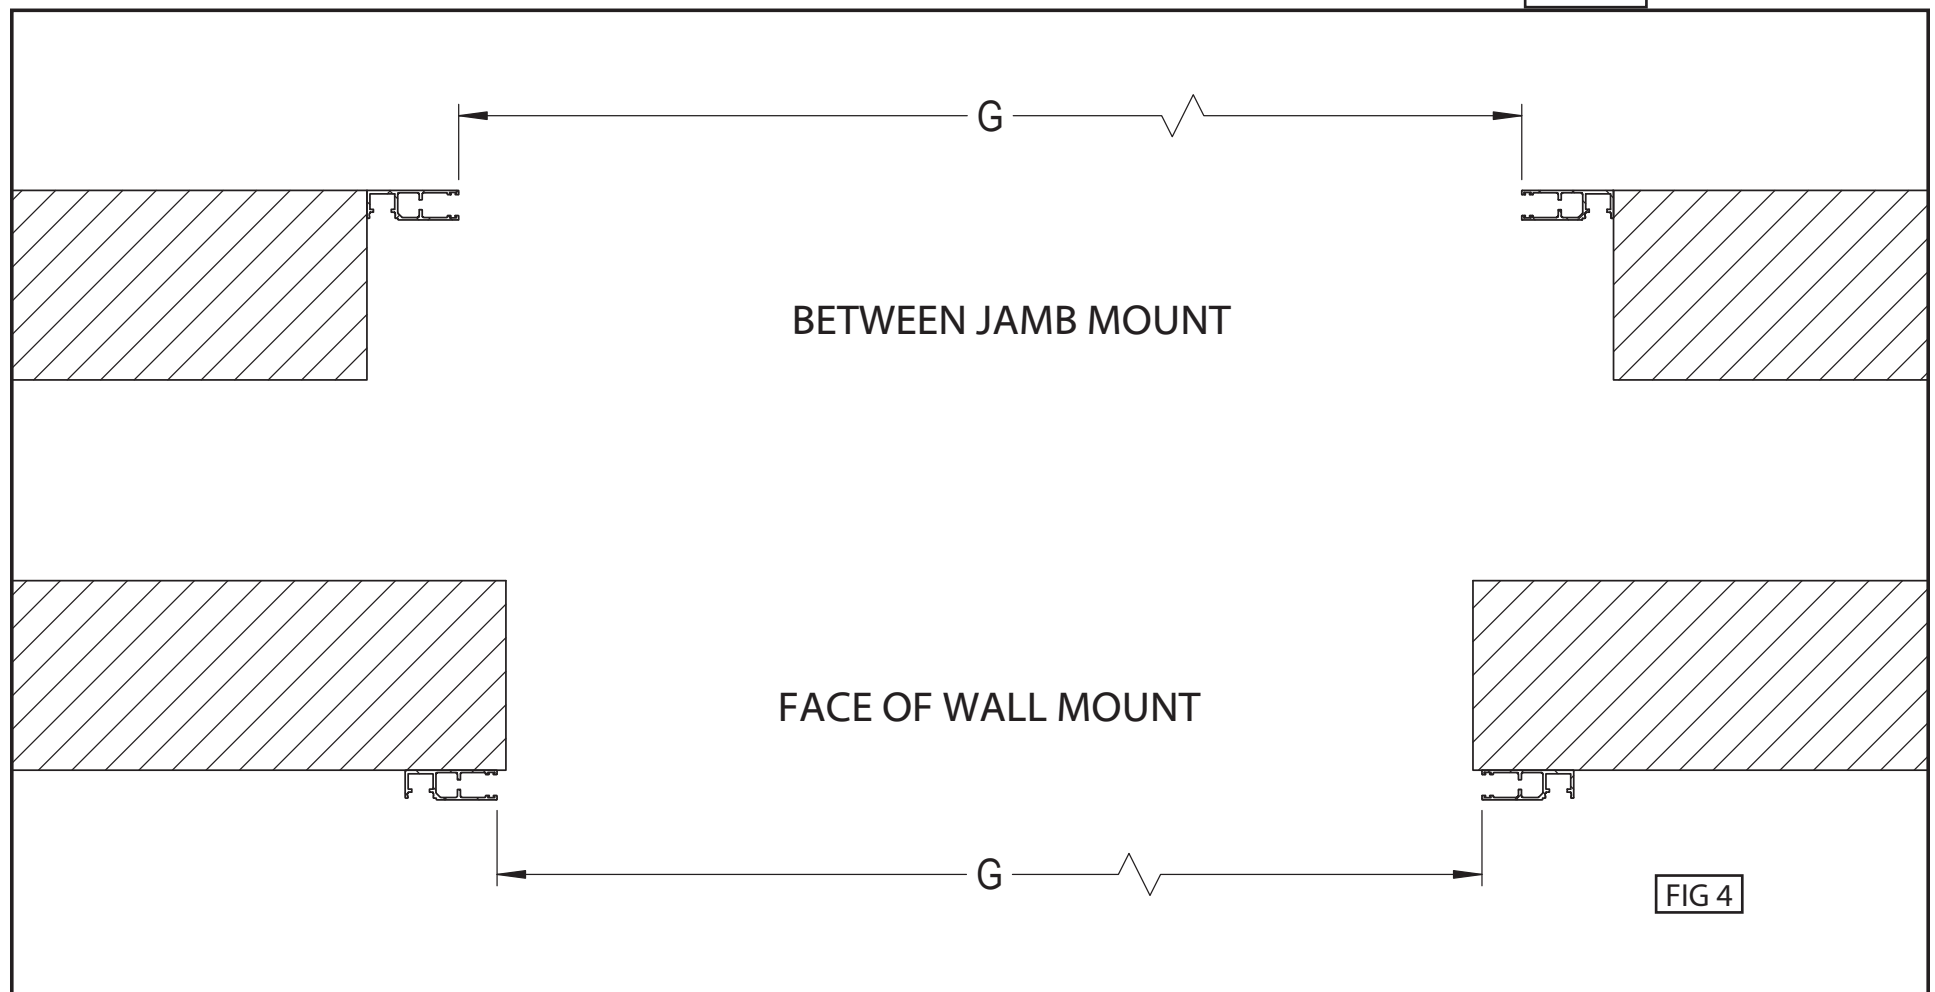 G
BETWEEN JAMB MOUNT
FACE OF WALL MOUNT
G
FIG 4